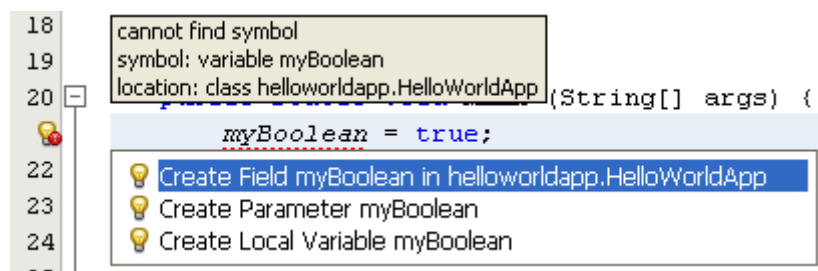 18
cannot find symbol
19
symbol: variable myBoolean
location: class helloworldapp.HelloWorldApp
20 (String[] args) {
myBoolean = true;
22
Create Field myBoolean in helloworldapp.HelloWorldApp
23
Create Parameter myBoolean
24
Create Local Variable myBoolean